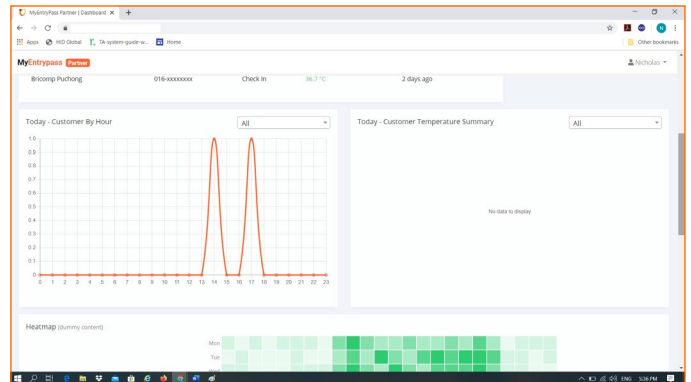 MyEntryPass Partner | Dashboard
Apps HID Global TA-system-guide-w... Home Other bookmarks
MyEntrypass Partner Nicholas
Bricomp Puchong 016-xxxxxxxx Check In 36.7 °C 2 days ago
Today - Customer By Hour All
Today - Customer Temperature Summary All
1.0
0.9
0.8
0.7
0.6
0.5
0.4
0.3
0.2
0.1
0
0 1 2 3 4 5 6 7 8 9 10 11 12 13 14 15 16 17 18 19 20 21 22 23
No data to display
Heatmap (dummy content)
Mon
Tue
Wed
ENG 5:36 PM